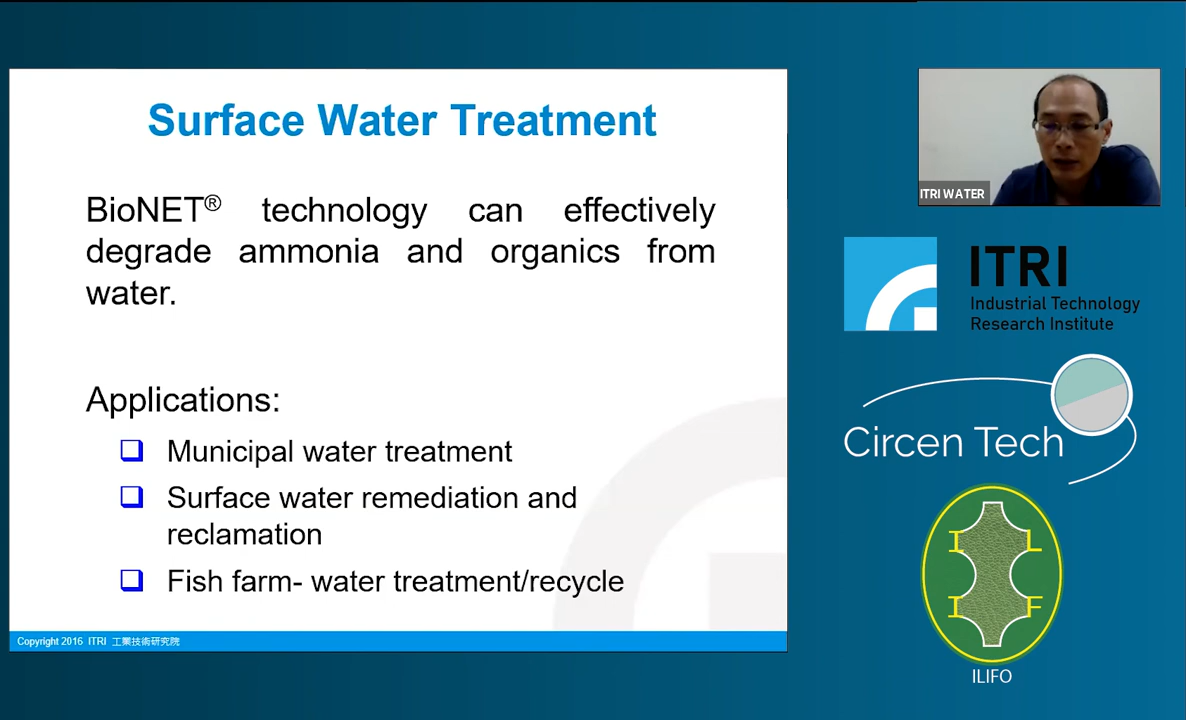 Surface Water Treatment
BioNET® technology can effectively
degrade ammonia and organics from
water.
Applications:
Municipal water treatment
Surface water remediation and
reclamation
Fish farm- water treatment/recycle
Copyright 2016 ITRI 工業技術研究院
ITRI WATER
ITRI
Industrial Technology
Research Institute
Circen Tech
I L
I F
ILIFO